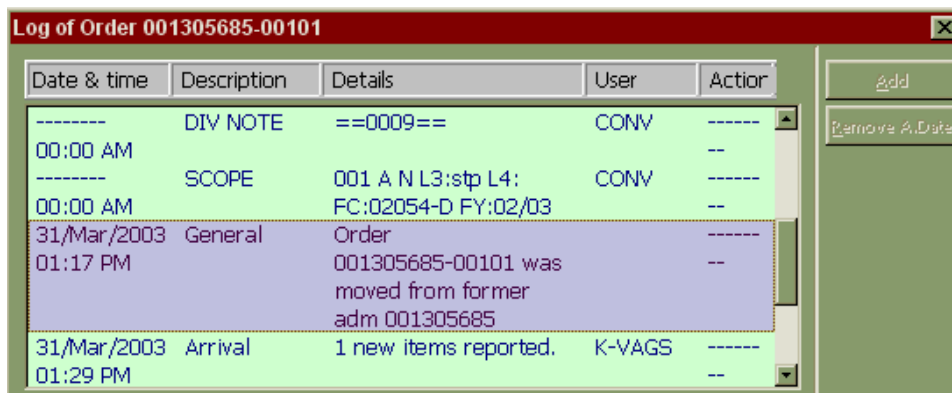 Log of Order 001305685-00101
Date & time Description Details User Action
-------- DIV NOTE ==0009== CONV ------
00:00 AM --
-------- SCOPE 001 A N L3:stp L4: CONV ------
00:00 AM FC:02054-D FY:02/03 --
31/Mar/2003 General Order ------
01:17 PM 001305685-00101 was --
moved from former
adm 001305685
31/Mar/2003 Arrival 1 new items reported. K-VAGS ------
01:29 PM --
Add
Remove A.Date